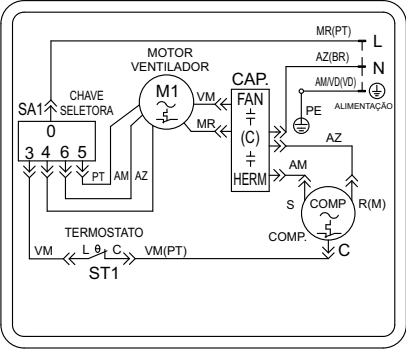 MR(PT)
L
AZ(BR)
N
AM/VD(VD)
ALIMENTAÇÃO
PE
MOTOR
VENTILADOR
M1
VM
MR
CAP.
FAN
(C)
HERM
CHAVE
SELETORA
SA1
0
3 4 6 5
PT AM AZ
AZ
AM
S
COMP
R(M)
COMP.
C
TERMOSTATO
VM
L θ C
VM(PT)
ST1